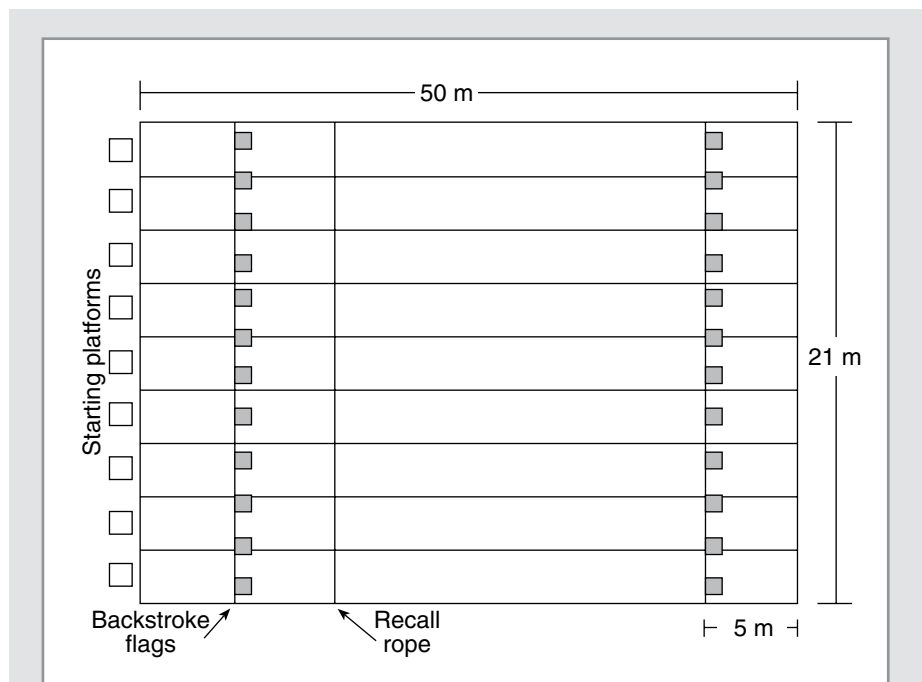 50 m
Starting platforms
21 m
Backstroke
flags
Recall
rope
5 m